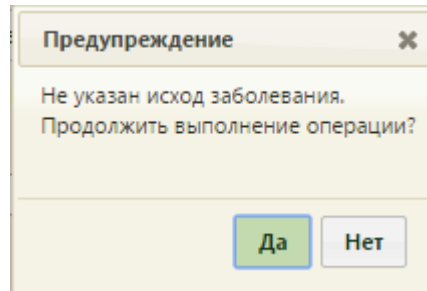 Предупреждение
Не указан исход заболевания.
Продолжить выполнение операции?
Да
Нет